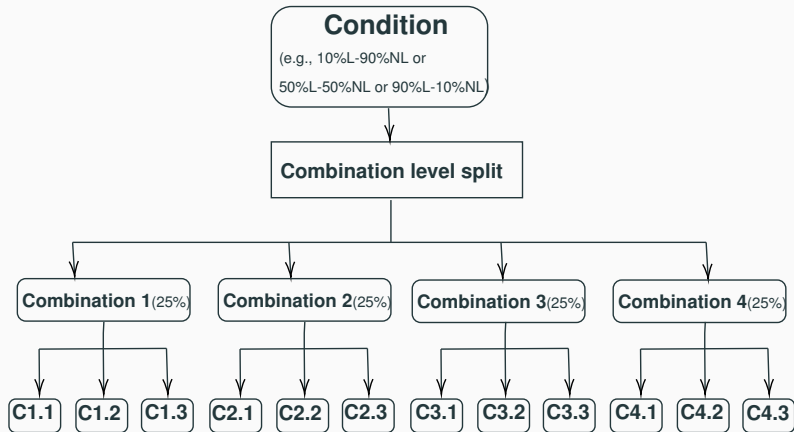 Condition
(e.g., 10%L-90%NL or
50%L-50%NL or 90%L-10%NL)
Combination level split
Combination 1(25%) Combination 2(25%) Combination 3(25%) Combination 4(25%)
C1.1 C1.2 C1.3 C2.1 C2.2 C2.3 C3.1 C3.2 C3.3 C4.1 C4.2 C4.3